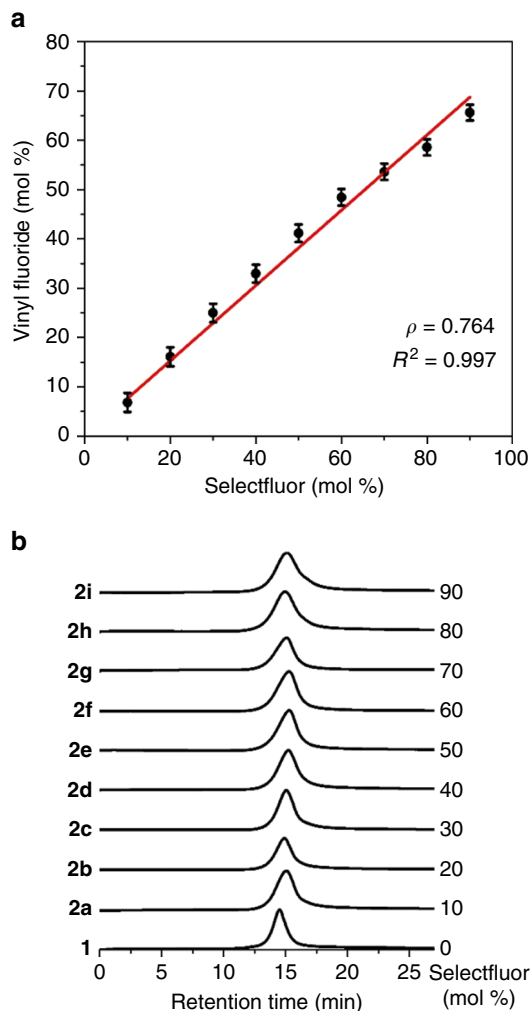 a
80
70
60
50
40
30
20
10
0
Vinyl fluoride (mol %)
ρ = 0.764
R² = 0.997
0 20 40 60 80 100
Selectfluor (mol %)
b
2i 90
2h 80
2g 70
2f 60
2e 50
2d 40
2c 30
2b 20
2a 10
1 0
0 5 10 15 20 25 Selectfluor
Retention time (min) (mol %)